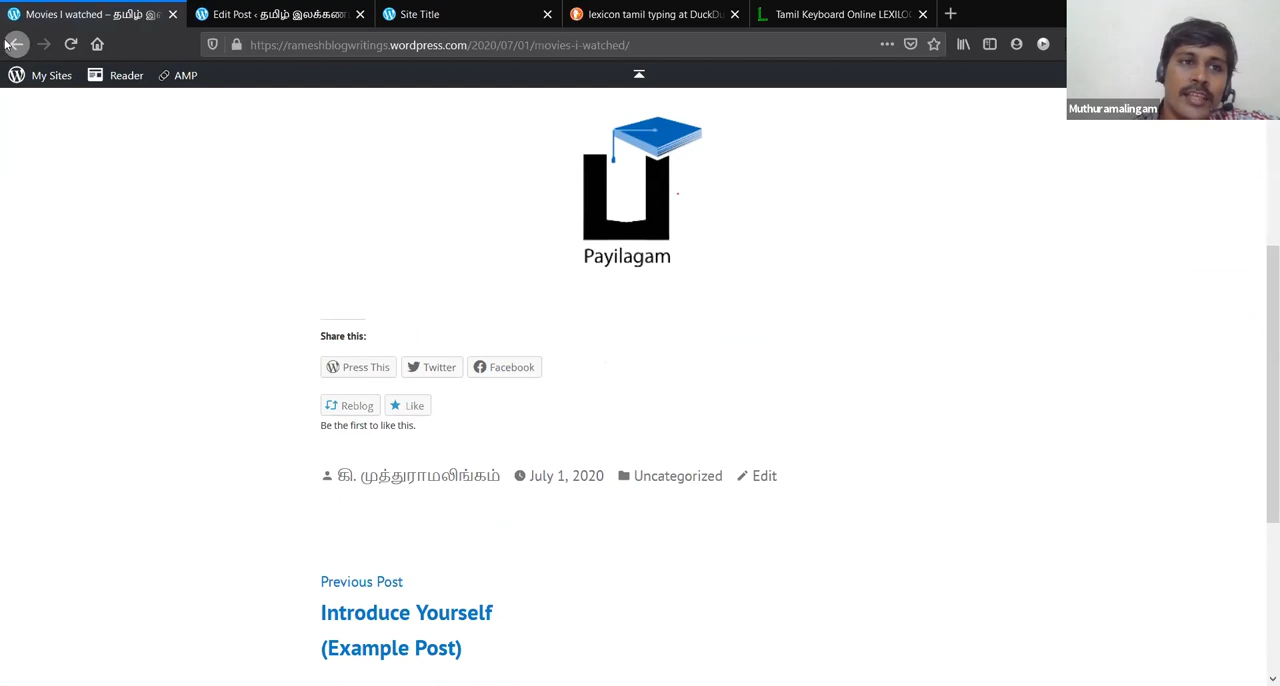 Movies I watched – தமிழ் இல
Edit Post ‹ தமிழ் இலக்கண
Site Title
lexicon tamil typing at DuckDu
Tamil Keyboard Online LEXILO
https://rameshblogwritings.wordpress.com/2020/07/01/movies-i-watched/
My Sites
Reader
AMP
Muthuramalingam
Payilagam
Share this:
Press This
Twitter
Facebook
Reblog
Like
Be the first to like this.
கி. முத்துராமலிங்கம்
July 1, 2020
Uncategorized
Edit
Previous Post
Introduce Yourself
(Example Post)